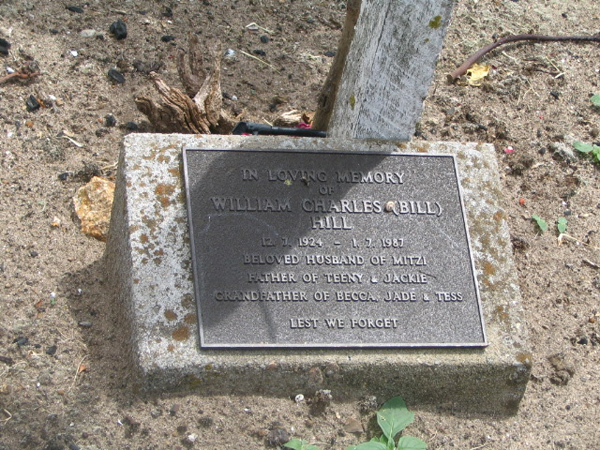 IN LOVING MEMORY
OF
WILLIAM CHARLES (BILL)
HILL
12. 7. 1924 - 1. 7. 1987
BELOVED HUSBAND OF MITZI
FATHER OF TEENY & JACKIE
GRANDFATHER OF BECCA, JADE & TESS
LEST WE FORGET